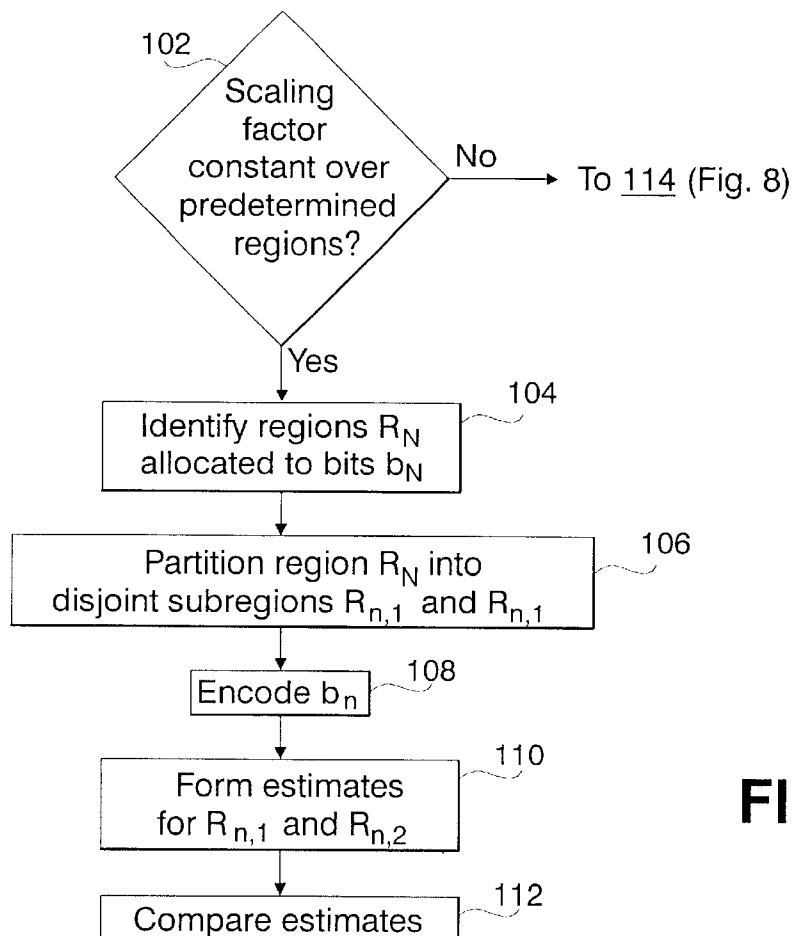 102
Scaling
factor
constant over
predetermined
regions?
No
To 114 (Fig. 8)
Yes
104
Identify regions R_N
allocated to bits b_N
106
Partition region R_N into
disjoint subregions R_n,1 and R_n,1
108
Encode b_n
110
Form estimates
for R_n,1 and R_n,2
FI
112
Compare estimates